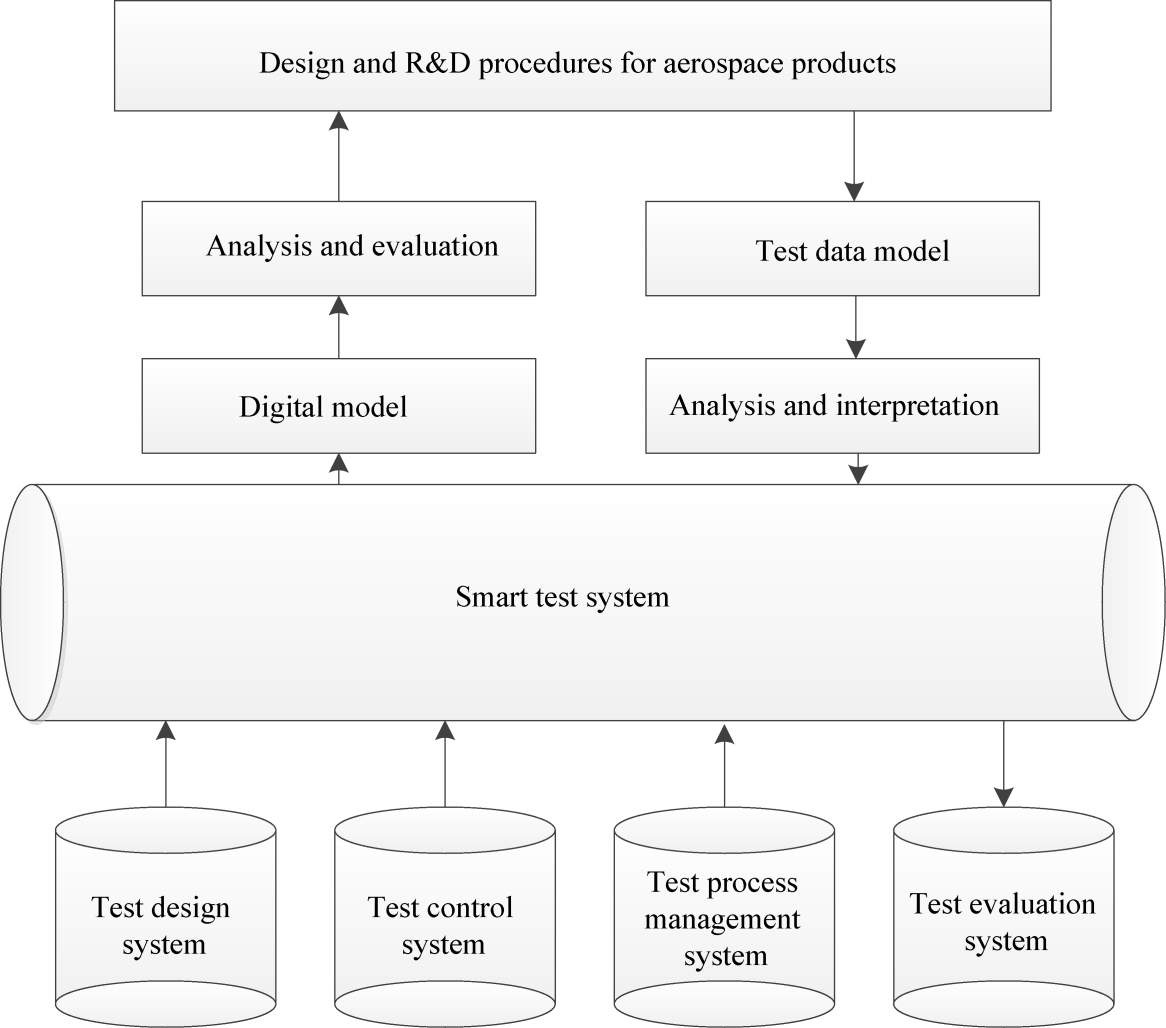 Design and R&D procedures for aerospace products
Analysis and evaluation
Test data model
Digital model
Analysis and interpretation
Smart test system
Test design
system
Test control
system
Test process
management
system
Test evaluation
system